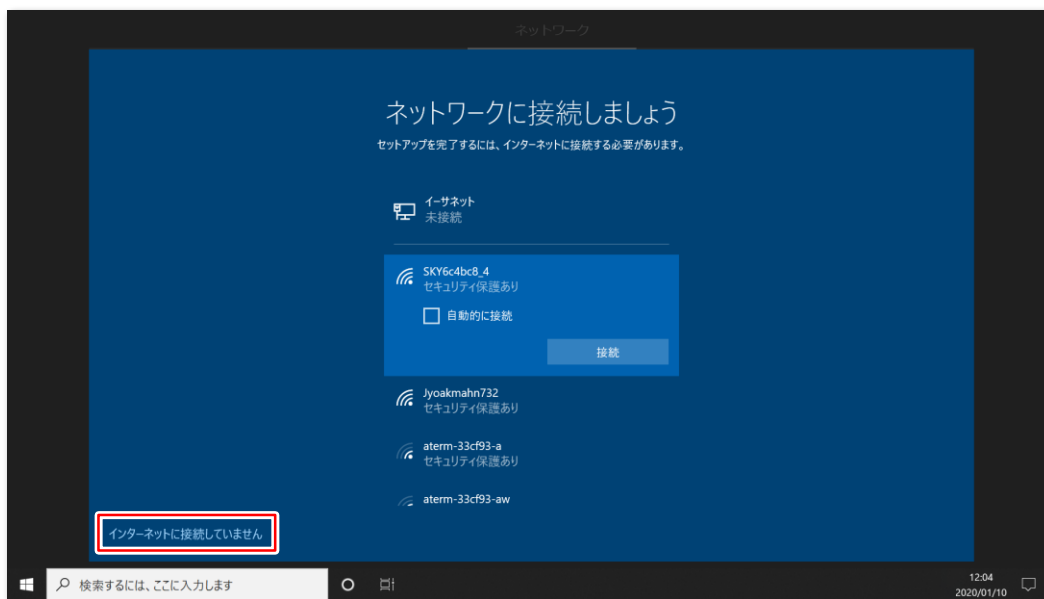 ネットワーク
ネットワークに接続しましょう
セットアップを完了するには、インターネットに接続する必要があります。
イーサネット
未接続
SKY6c4bc8_4
セキュリティ保護あり
自動的に接続
接続
Jyoakmahn732
セキュリティ保護あり
aterm-33cf93-a
セキュリティ保護あり
aterm-33cf93-aw
インターネットに接続していません
検索するには、ここに入力します
12:04
2020/01/10